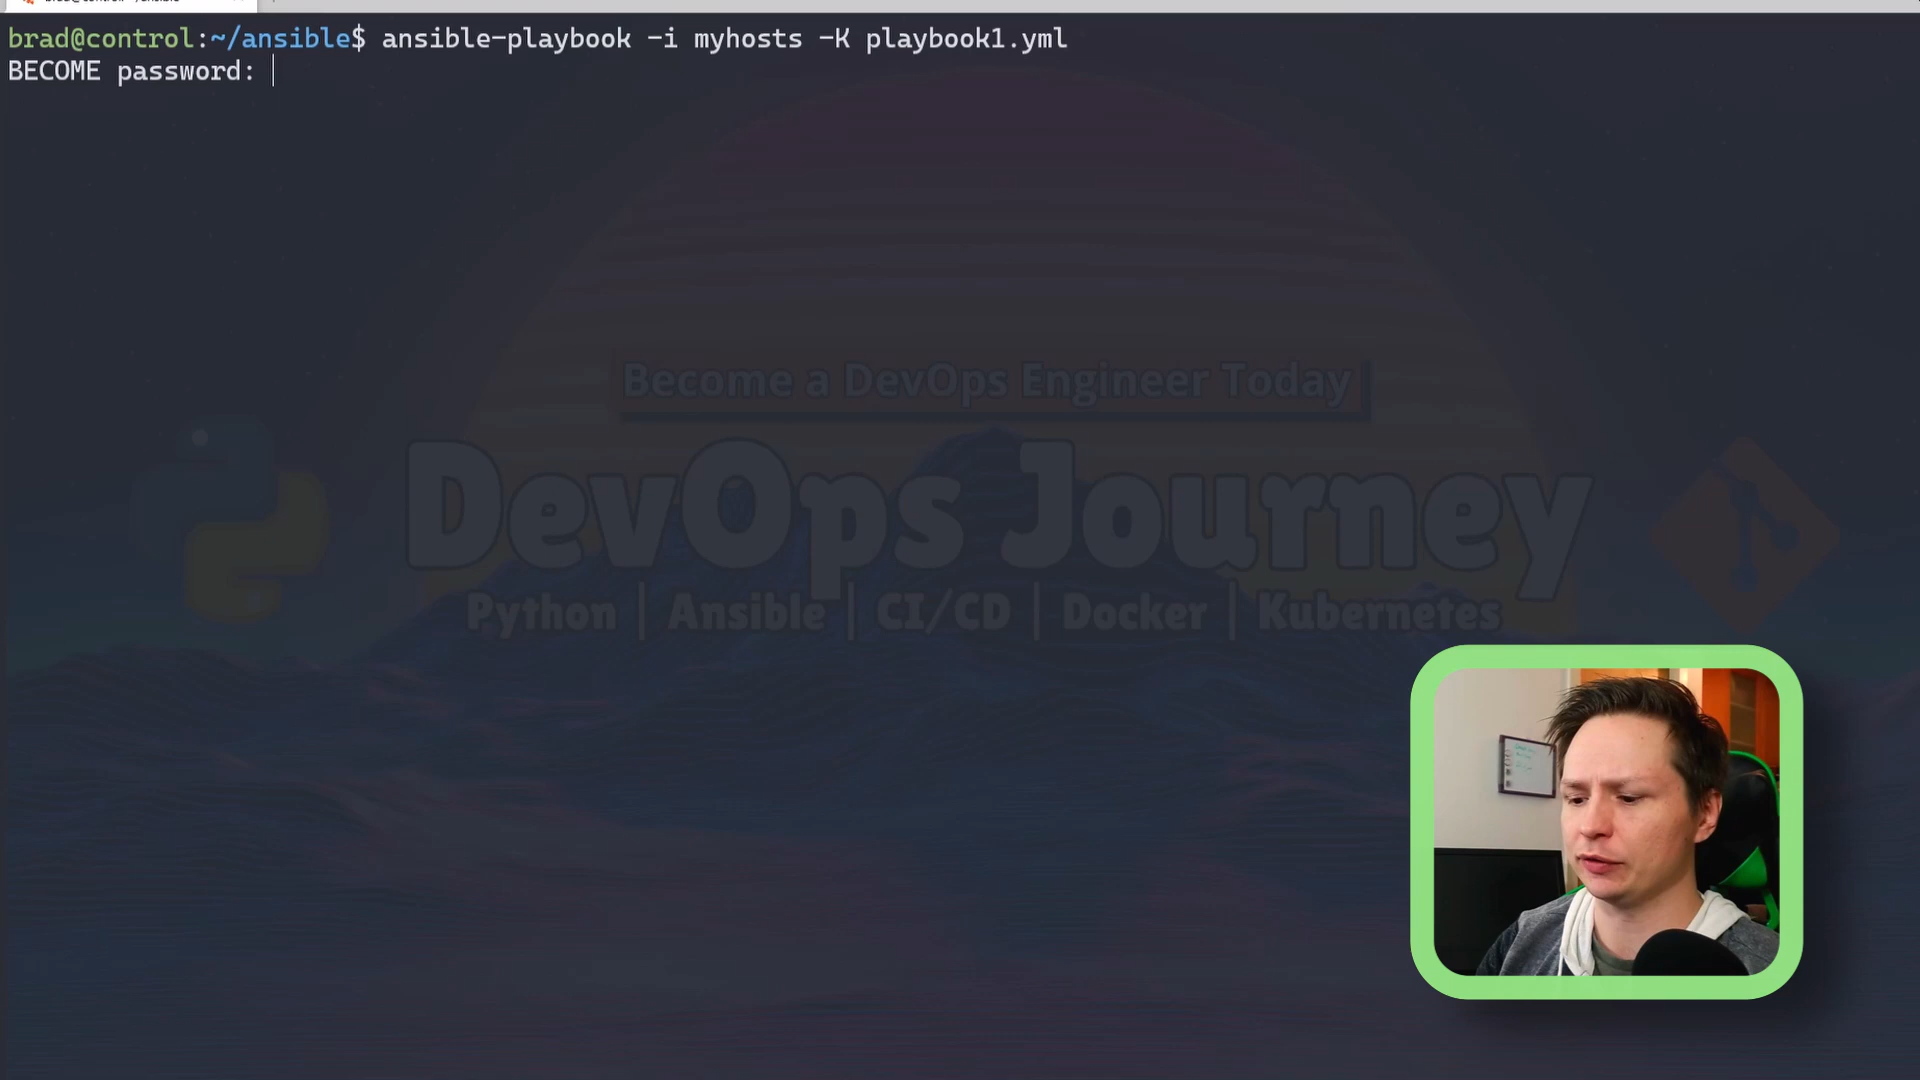 brad@control:~/ansible$ ansible-playbook -i myhosts -K playbook1.yml
BECOME password:
Become a DevOps Engineer Today
DevOps Journey
Python | Ansible | CI/CD | Docker | Kubernetes